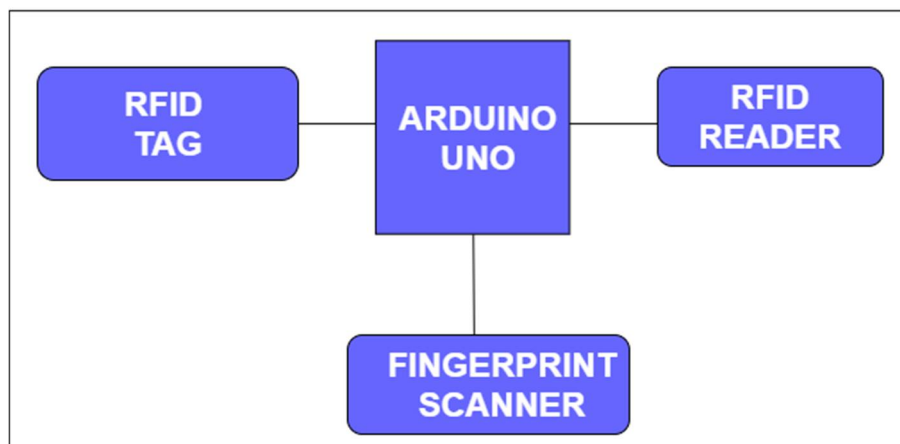 RFID
TAG
ARDUINO
UNO
RFID
READER
FINGERPRINT
SCANNER